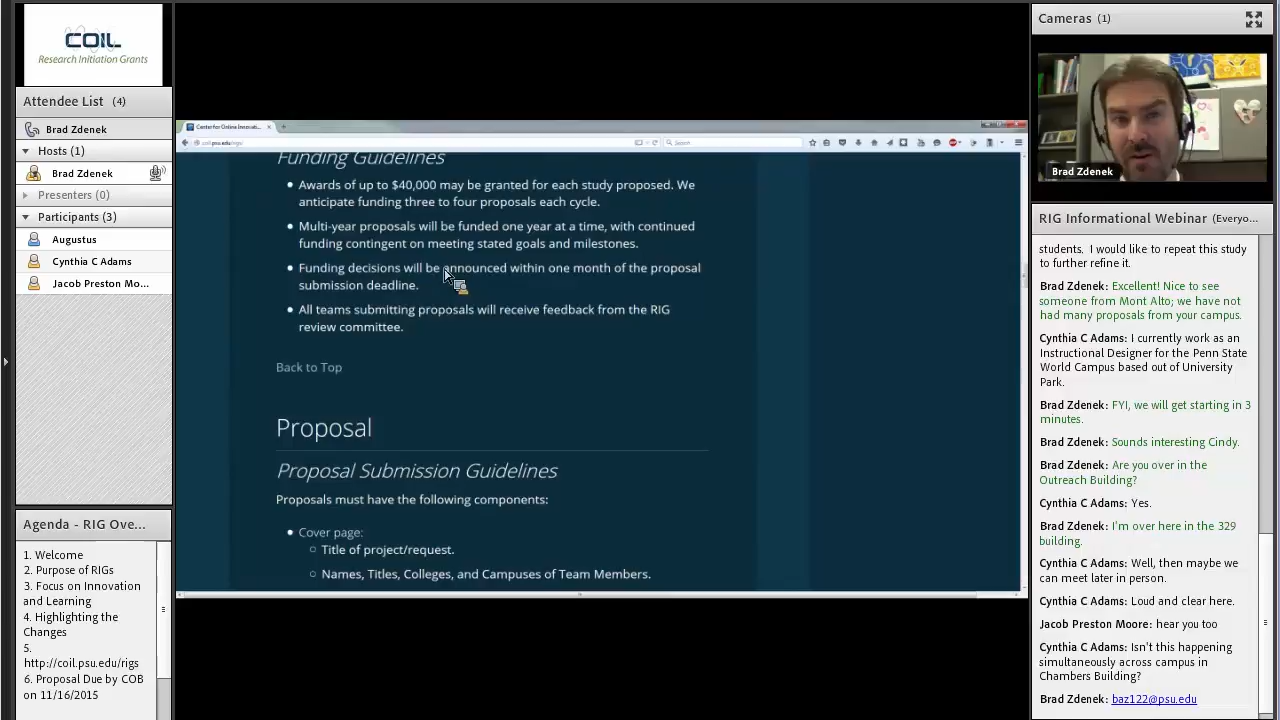 COIL
Research Initiation Grants
Attendee List (4)
Brad Zdenek
Hosts (1)
Brad Zdenek
Presenters (0)
Participants (3)
Augustus
Cynthia C Adams
Jacob Preston Mo...
Agenda - RIG Ove...
1. Welcome
2. Purpose of RIGs
3. Focus on Innovation
and Learning
4. Highlighting the
Changes
5.
http://coil.psu.edu/rigs
6. Proposal Due by COB
on 11/16/2015
Center for Online Innovati...
coil.psu.edu/rigs/
Search
Funding Guidelines
• Awards of up to $40,000 may be granted for each study proposed. We
anticipate funding three to four proposals each cycle.
• Multi-year proposals will be funded one year at a time, with continued
funding contingent on meeting stated goals and milestones.
• Funding decisions will be announced within one month of the proposal
submission deadline.
• All teams submitting proposals will receive feedback from the RIG
review committee.
Back to Top
Proposal
Proposal Submission Guidelines
Proposals must have the following components:
• Cover page:
○ Title of project/request.
○ Names, Titles, Colleges, and Campuses of Team Members.
Cameras (1)
Brad Zdenek
RIG Informational Webinar (Everyo...
students. I would like to repeat this study
to further refine it.
Brad Zdenek: Excellent! Nice to see
someone from Mont Alto; we have not
had many proposals from your campus.
Cynthia C Adams: I currently work as an
Instructional Designer for the Penn State
World Campus based out of University
Park.
Brad Zdenek: FYI, we will get starting in 3
minutes.
Brad Zdenek: Sounds interesting Cindy.
Brad Zdenek: Are you over in the
Outreach Building?
Cynthia C Adams: Yes.
Brad Zdenek: I'm over here in the 329
building.
Cynthia C Adams: Well, then maybe we
can meet later in person.
Cynthia C Adams: Loud and clear here.
Jacob Preston Moore: hear you too
Cynthia C Adams: Isn't this happening
simultaneously across campus in
Chambers Building?
Brad Zdenek: baz122@psu.edu